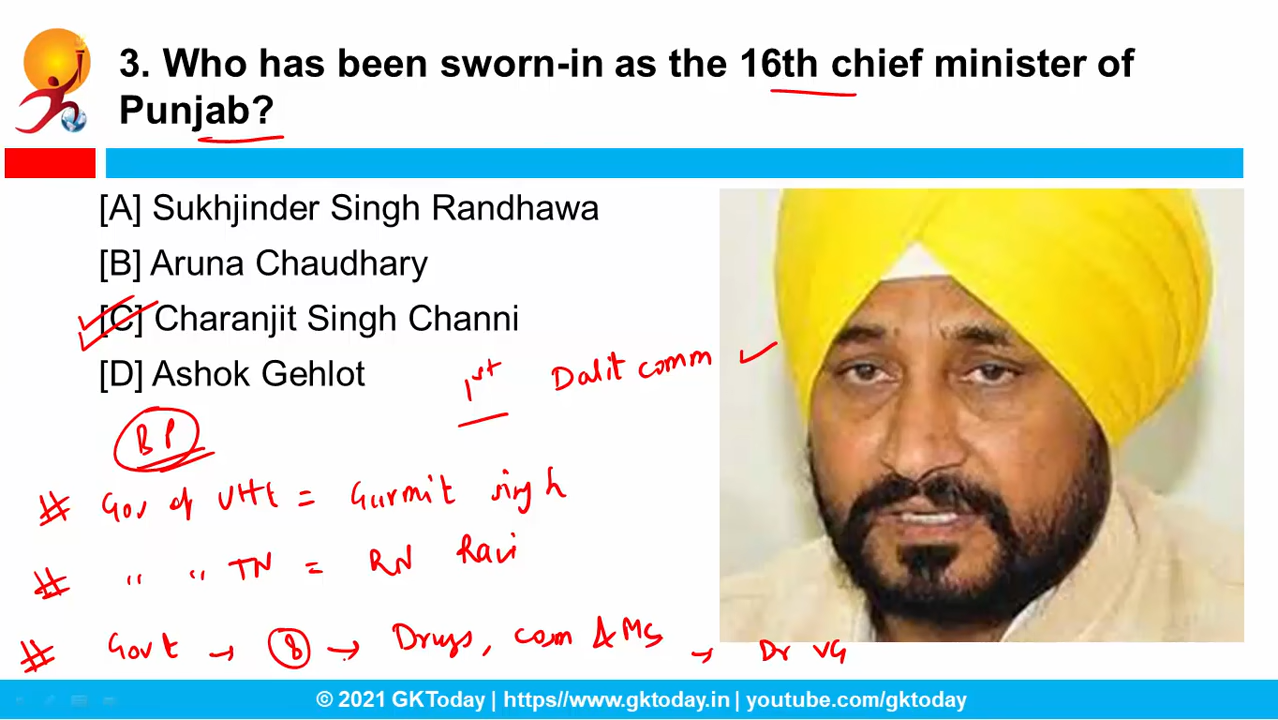 3. Who has been sworn-in as the 16th chief minister of
Punjab?
[A] Sukhjinder Singh Randhawa
[B] Aruna Chaudhary
[C] Charanjit Singh Channi
[D] Ashok Gehlot
1st Dalit comm
BP
# Gov of UHK = Gurmit Singh
# " " TN = RN Ravi
# Govt → 8 → Drugs, cosm & MS → Dr VG
© 2021 GKToday | https//www.gktoday.in | youtube.com/gktoday